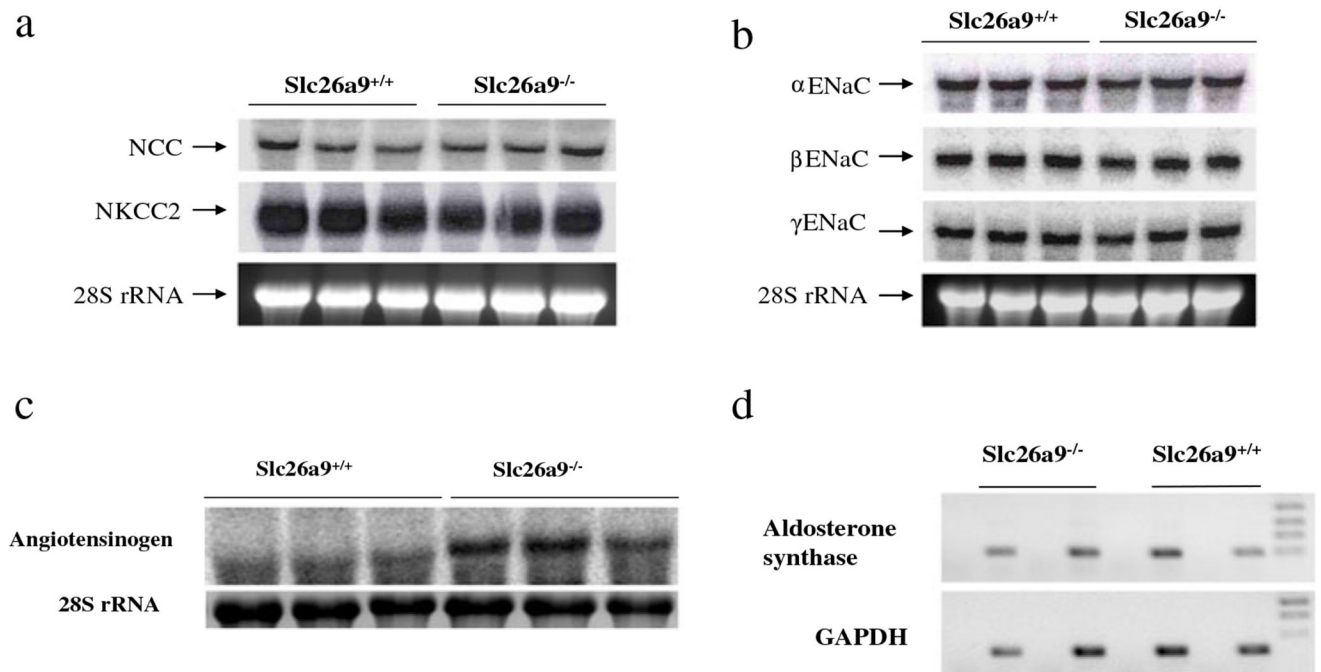 a
Slc26a9+/+ Slc26a9-/-
NCC
NKCC2
28S rRNA
b
Slc26a9+/+ Slc26a9-/-
αENaC
βENaC
γENaC
28S rRNA
c
Slc26a9+/+ Slc26a9-/-
Angiotensinogen
28S rRNA
d
Slc26a9-/- Slc26a9+/+
Aldosterone
synthase
GAPDH